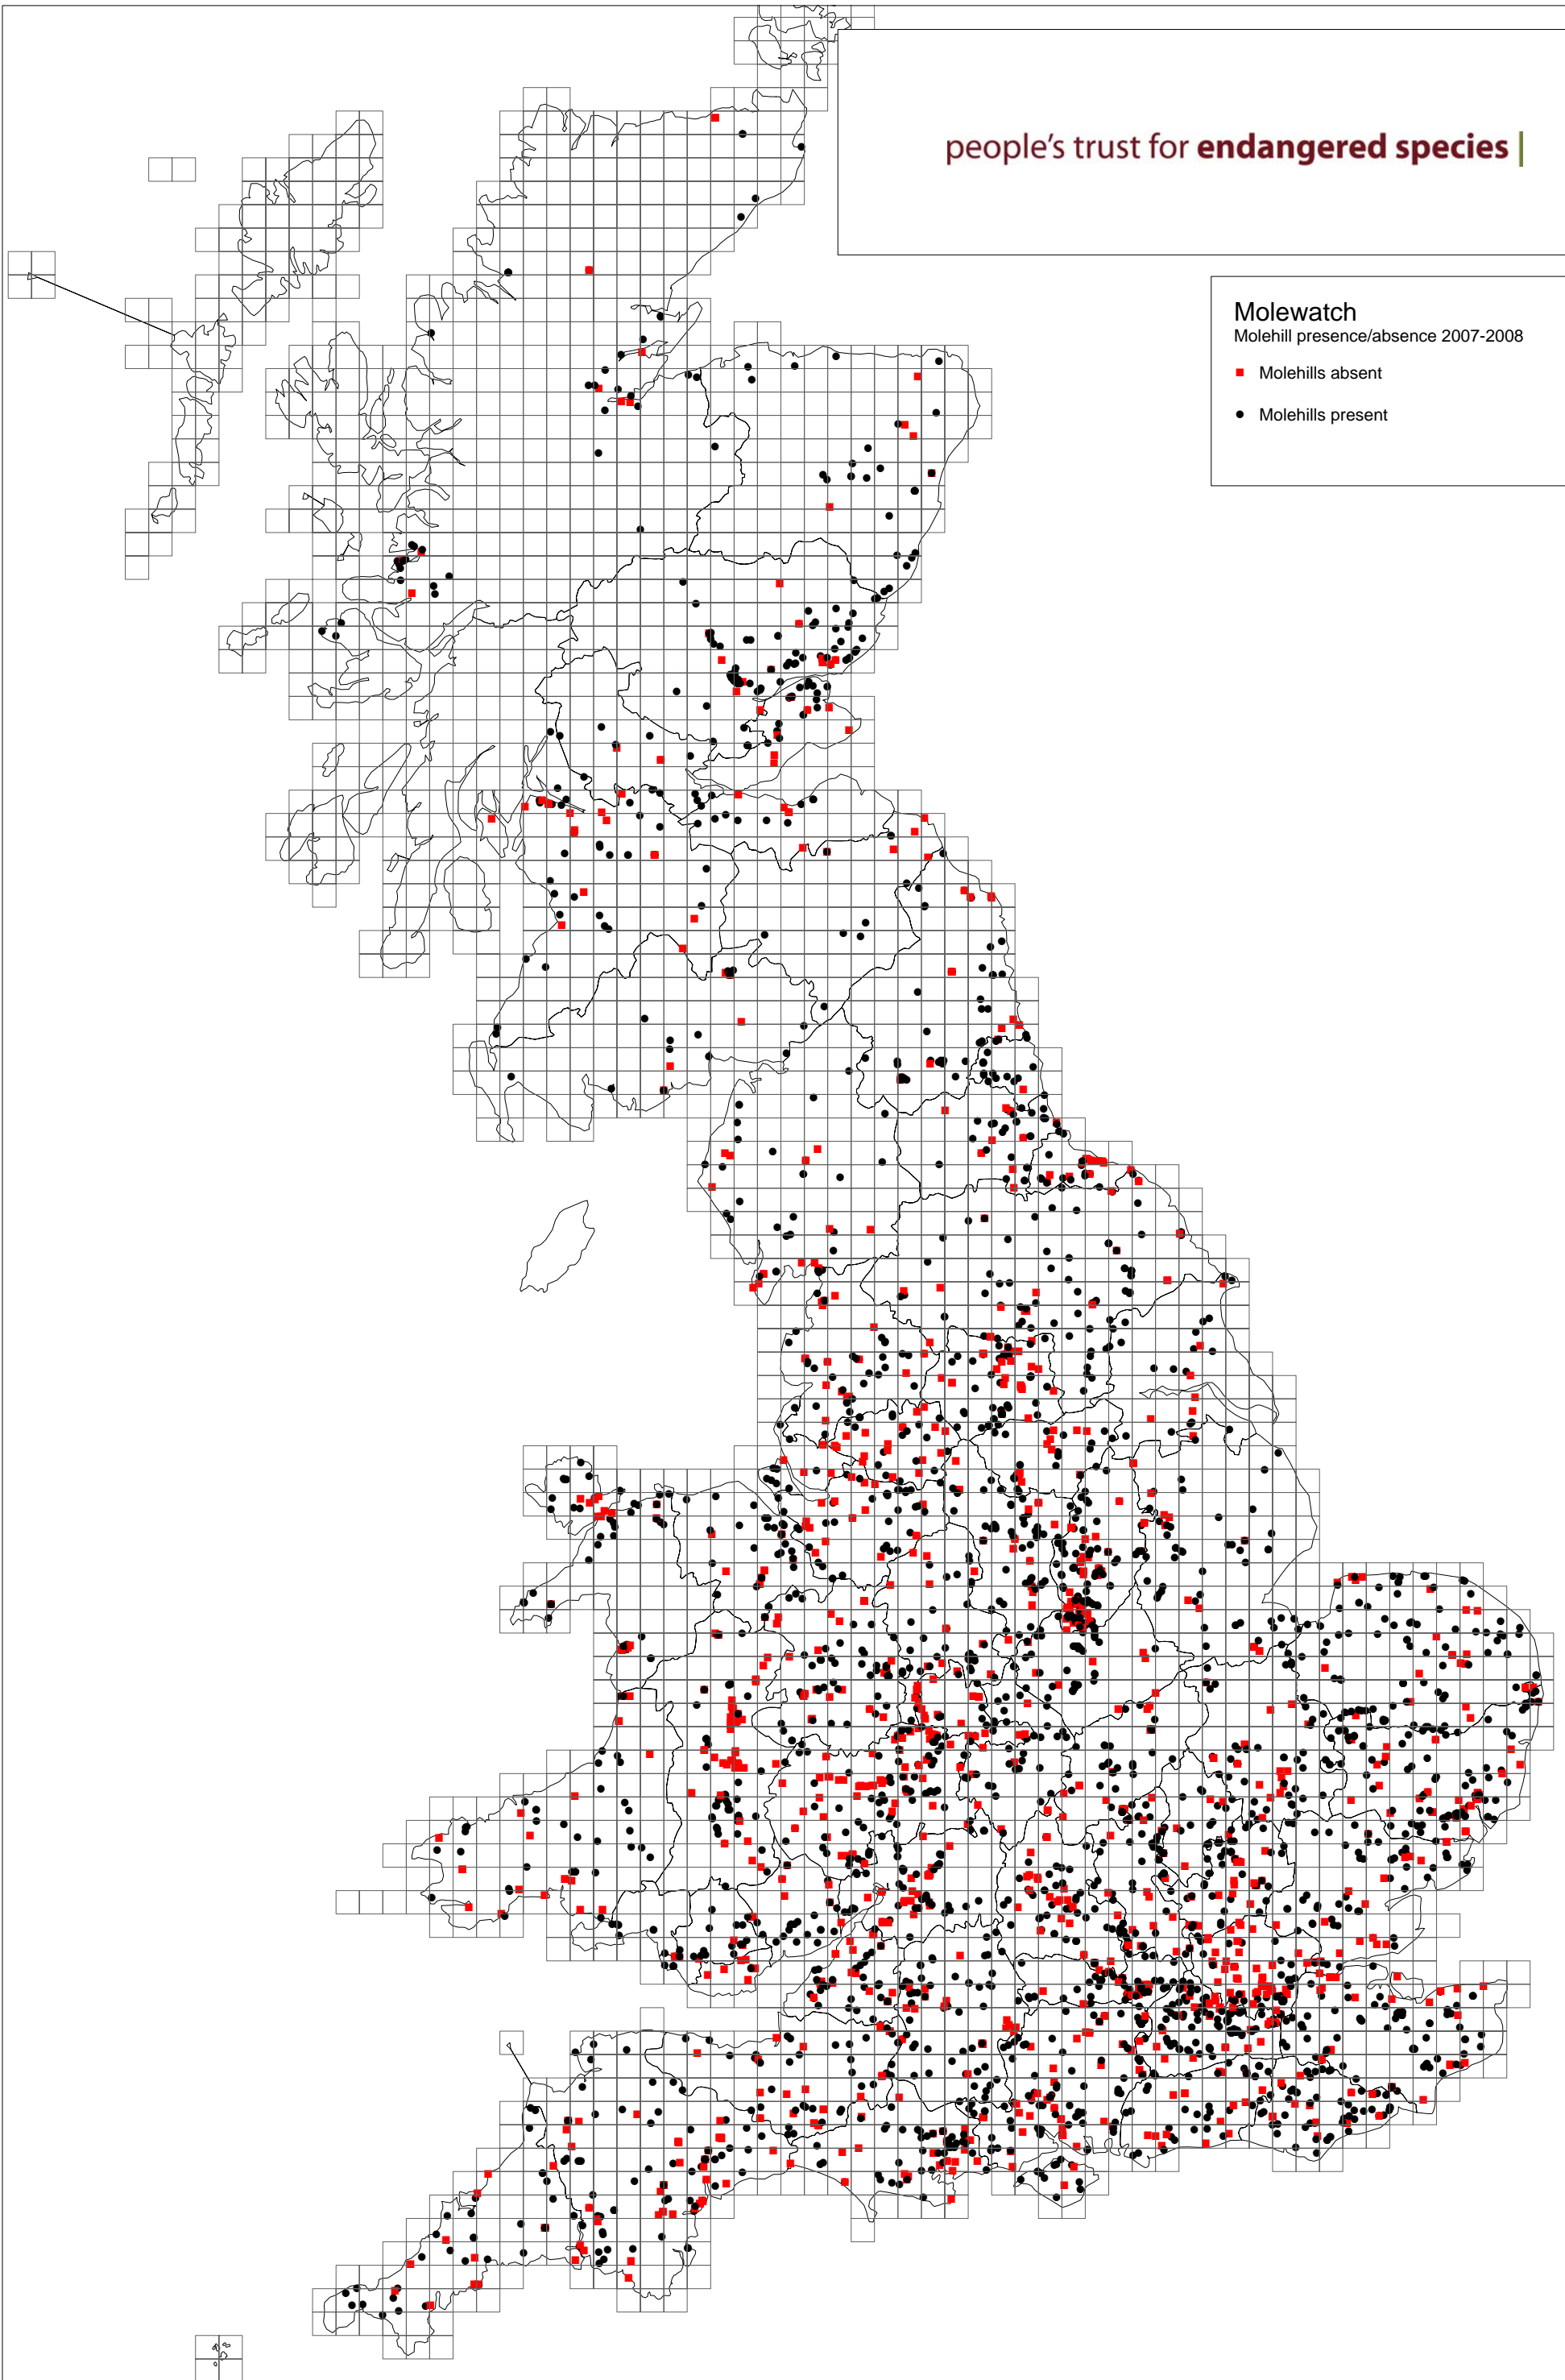 people's trust for endangered species |
Molewatch
Molehill presence/absence 2007-2008
Molehills absent
Molehills present